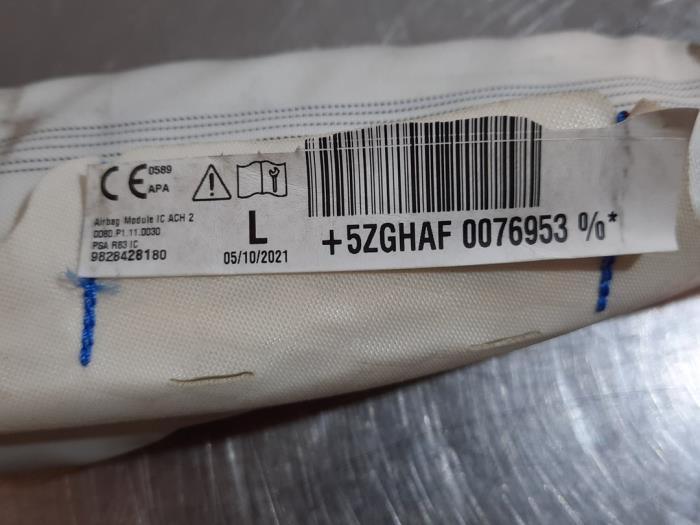 CE 0589
APA
Airbag Module IC ACH 2
0080.P1.11.0030
PSA R83 IC
9828428180
L
05/10/2021
+5ZGHAF 0076953 %*